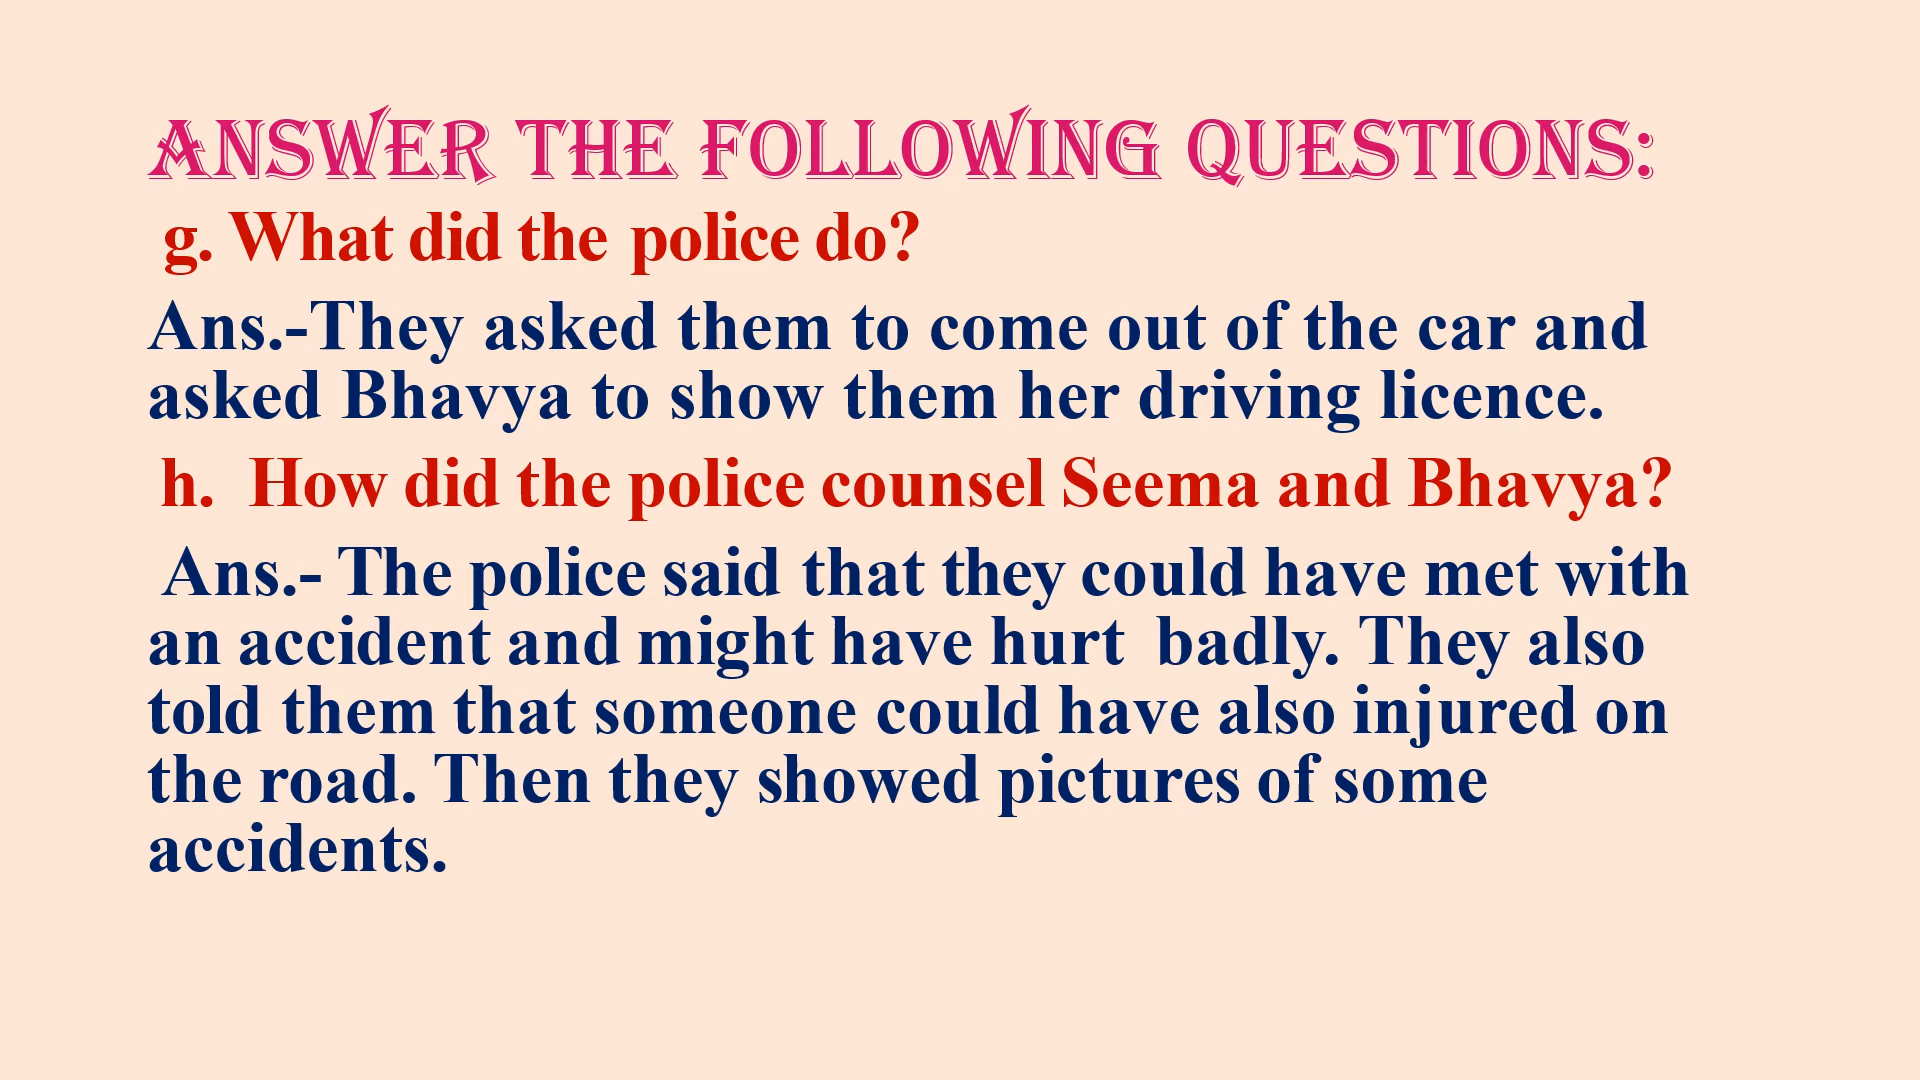 ANSWER THE FOLLOWING QUESTIONS:
g. What did the police do?
Ans.-They asked them to come out of the car and
asked Bhavya to show them her driving licence.
h. How did the police counsel Seema and Bhavya?
Ans.- The police said that they could have met with
an accident and might have hurt badly. They also
told them that someone could have also injured on
the road. Then they showed pictures of some
accidents.